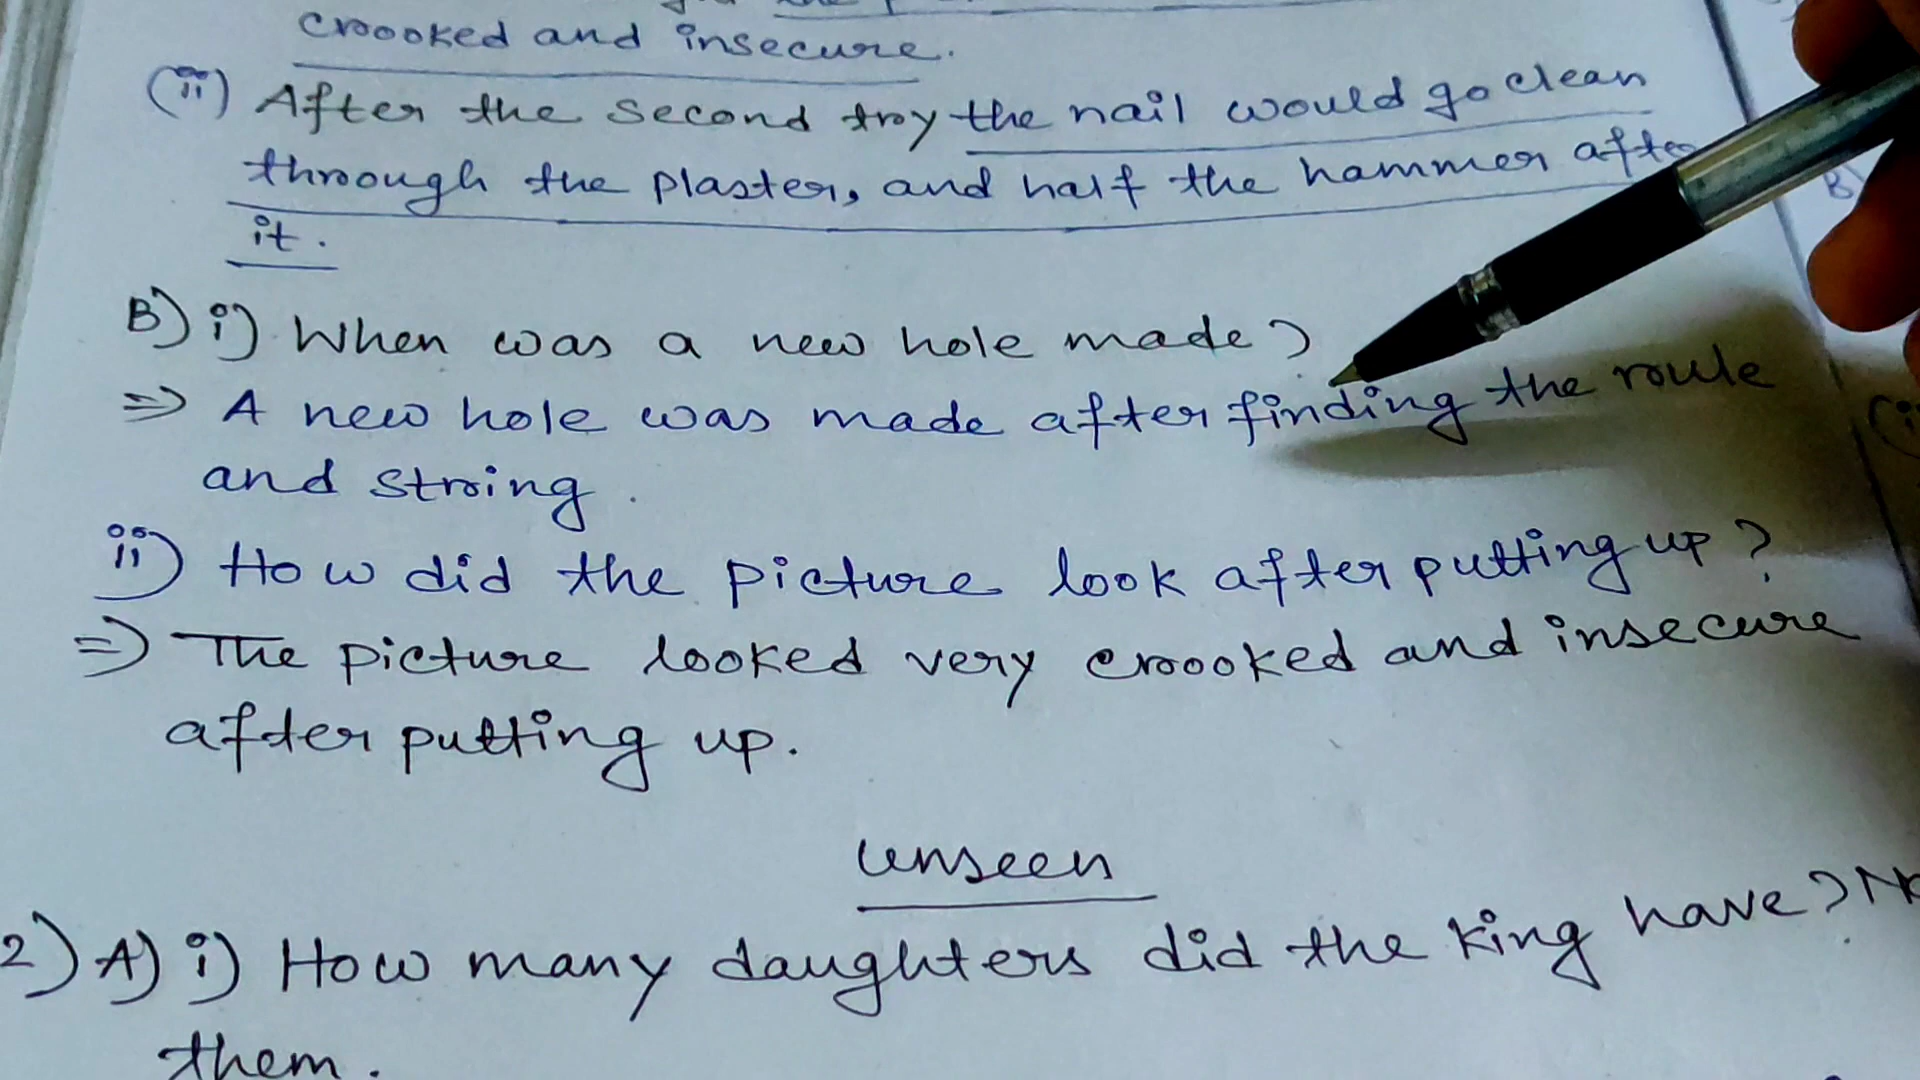 crooked and insecure.
(ii) After the second try the nail would go clean
through the plaster, and half the hammer after
it.
B) i) When was a new hole made?
⇒ A new hole was made after finding the roule
and string.
ii) How did the picture look after putting up?
⇒ The picture looked very crooked and insecure
after putting up.
Unseen
2) A) i) How many daughters did the king have?
them.